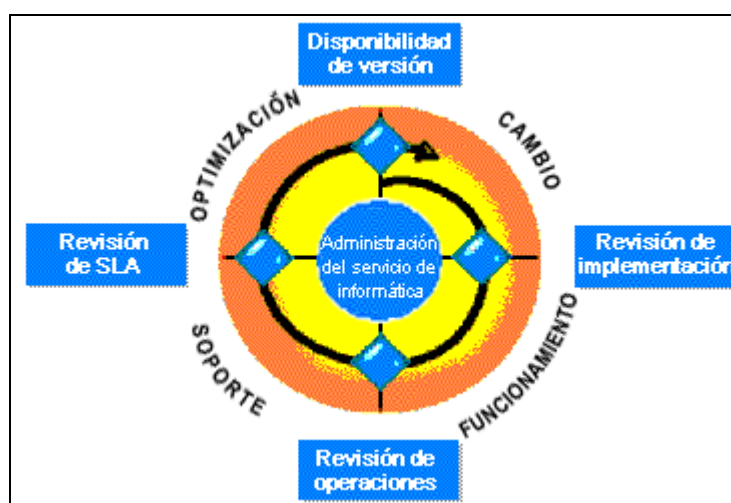 Disponibilidad
de versión
OPTIMIZACIÓN
CAMBIO
Revisión
de SLA
Administración
del servicio de
informática
Revisión de
implementación
SOPORTE
FUNCIONAMIENTO
Revisión de
operaciones